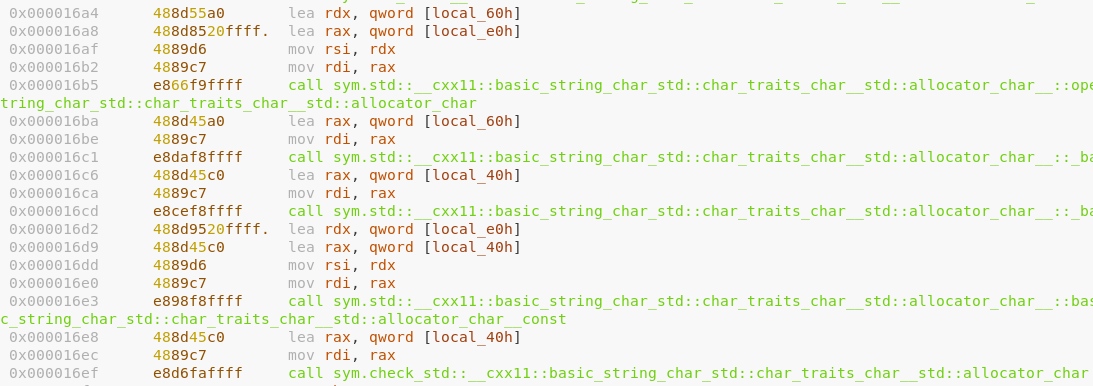 0x000016a4 488d55a0 lea rdx, qword [local_60h]
0x000016a8 488d8520ffff. lea rax, qword [local_e0h]
0x000016af 4889d6 mov rsi, rdx
0x000016b2 4889c7 mov rdi, rax
0x000016b5 e866f9ffff call sym.std::__cxx11::basic_string_char_std::char_traits_char__std::allocator_char__::ope
tring_char_std::char_traits_char__std::allocator_char
0x000016ba 488d45a0 lea rax, qword [local_60h]
0x000016be 4889c7 mov rdi, rax
0x000016c1 e8daf8ffff call sym.std::__cxx11::basic_string_char_std::char_traits_char__std::allocator_char__::_ba
0x000016c6 488d45c0 lea rax, qword [local_40h]
0x000016ca 4889c7 mov rdi, rax
0x000016cd e8cef8ffff call sym.std::__cxx11::basic_string_char_std::char_traits_char__std::allocator_char__::_ba
0x000016d2 488d9520ffff. lea rdx, qword [local_e0h]
0x000016d9 488d45c0 lea rax, qword [local_40h]
0x000016dd 4889d6 mov rsi, rdx
0x000016e0 4889c7 mov rdi, rax
0x000016e3 e898f8ffff call sym.std::__cxx11::basic_string_char_std::char_traits_char__std::allocator_char__::bas
c_string_char_std::char_traits_char__std::allocator_char__const
0x000016e8 488d45c0 lea rax, qword [local_40h]
0x000016ec 4889c7 mov rdi, rax
0x000016ef e8d6faffff call sym.check_std::__cxx11::basic_string_char_std::char_traits_char__std::allocator_char